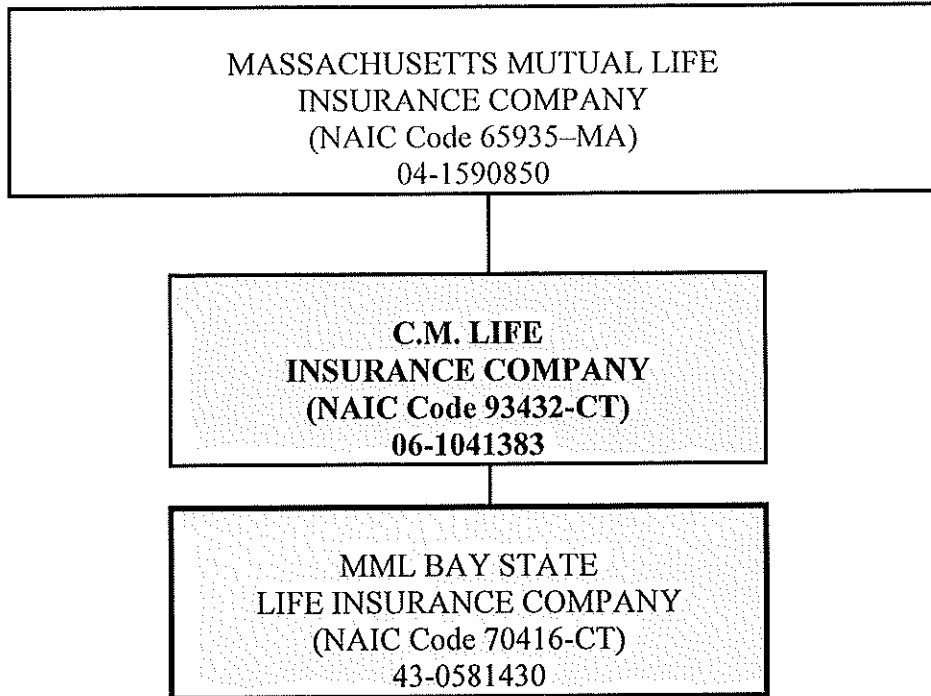 MASSACHUSETTS MUTUAL LIFE
INSURANCE COMPANY
(NAIC Code 65935–MA)
04-1590850
C.M. LIFE
INSURANCE COMPANY
(NAIC Code 93432-CT)
06-1041383
MML BAY STATE
LIFE INSURANCE COMPANY
(NAIC Code 70416-CT)
43-0581430